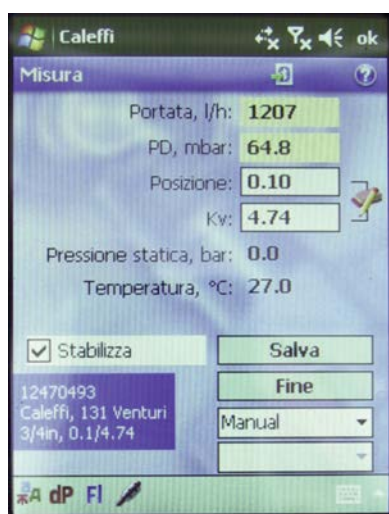 Caleffi ok
Misura ?
Portata, l/h: 1207
PD, mbar: 64.8
Posizione: 0.10
Kv: 4.74
Pressione statica, bar: 0.0
Temperatura, °C: 27.0
Stabilizza Salva
Fine
12470493
Caleffi, 131 Venturi
3/4in, 0.1/4.74
Manual
dP Fl